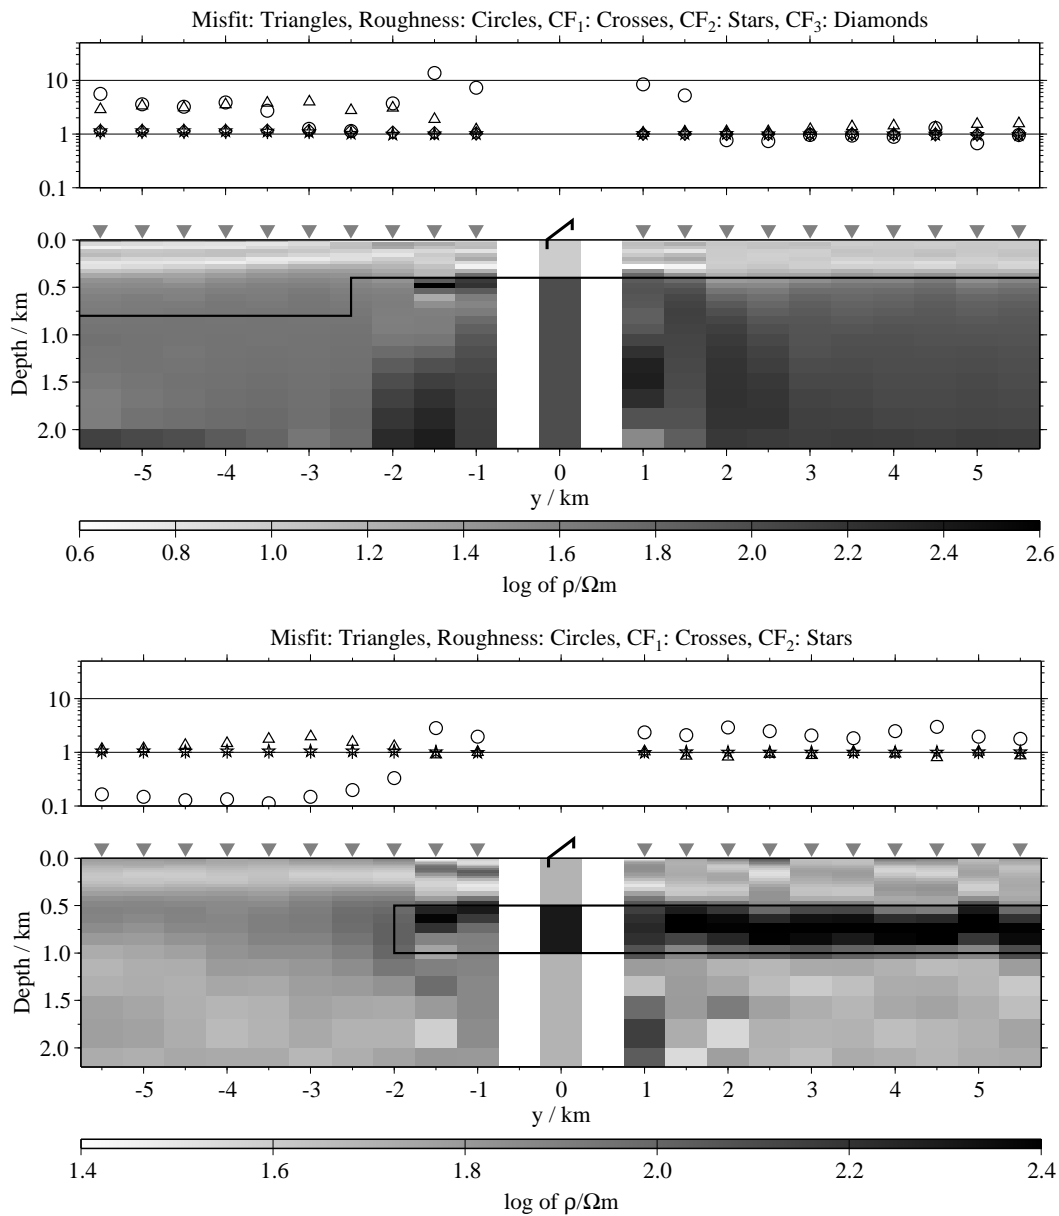 Misfit: Triangles, Roughness: Circles, CF₁: Crosses, CF₂: Stars, CF₃: Diamonds
10
1
0.1
0.0
0.5
1.0
1.5
2.0
Depth / km
-5 -4 -3 -2 -1 0 1 2 3 4 5
y / km
0.6 0.8 1.0 1.2 1.4 1.6 1.8 2.0 2.2 2.4 2.6
log of ρ/Ωm
Misfit: Triangles, Roughness: Circles, CF₁: Crosses, CF₂: Stars
10
1
0.1
0.0
0.5
1.0
1.5
2.0
Depth / km
-5 -4 -3 -2 -1 0 1 2 3 4 5
y / km
1.4 1.6 1.8 2.0 2.2 2.4
log of ρ/Ωm